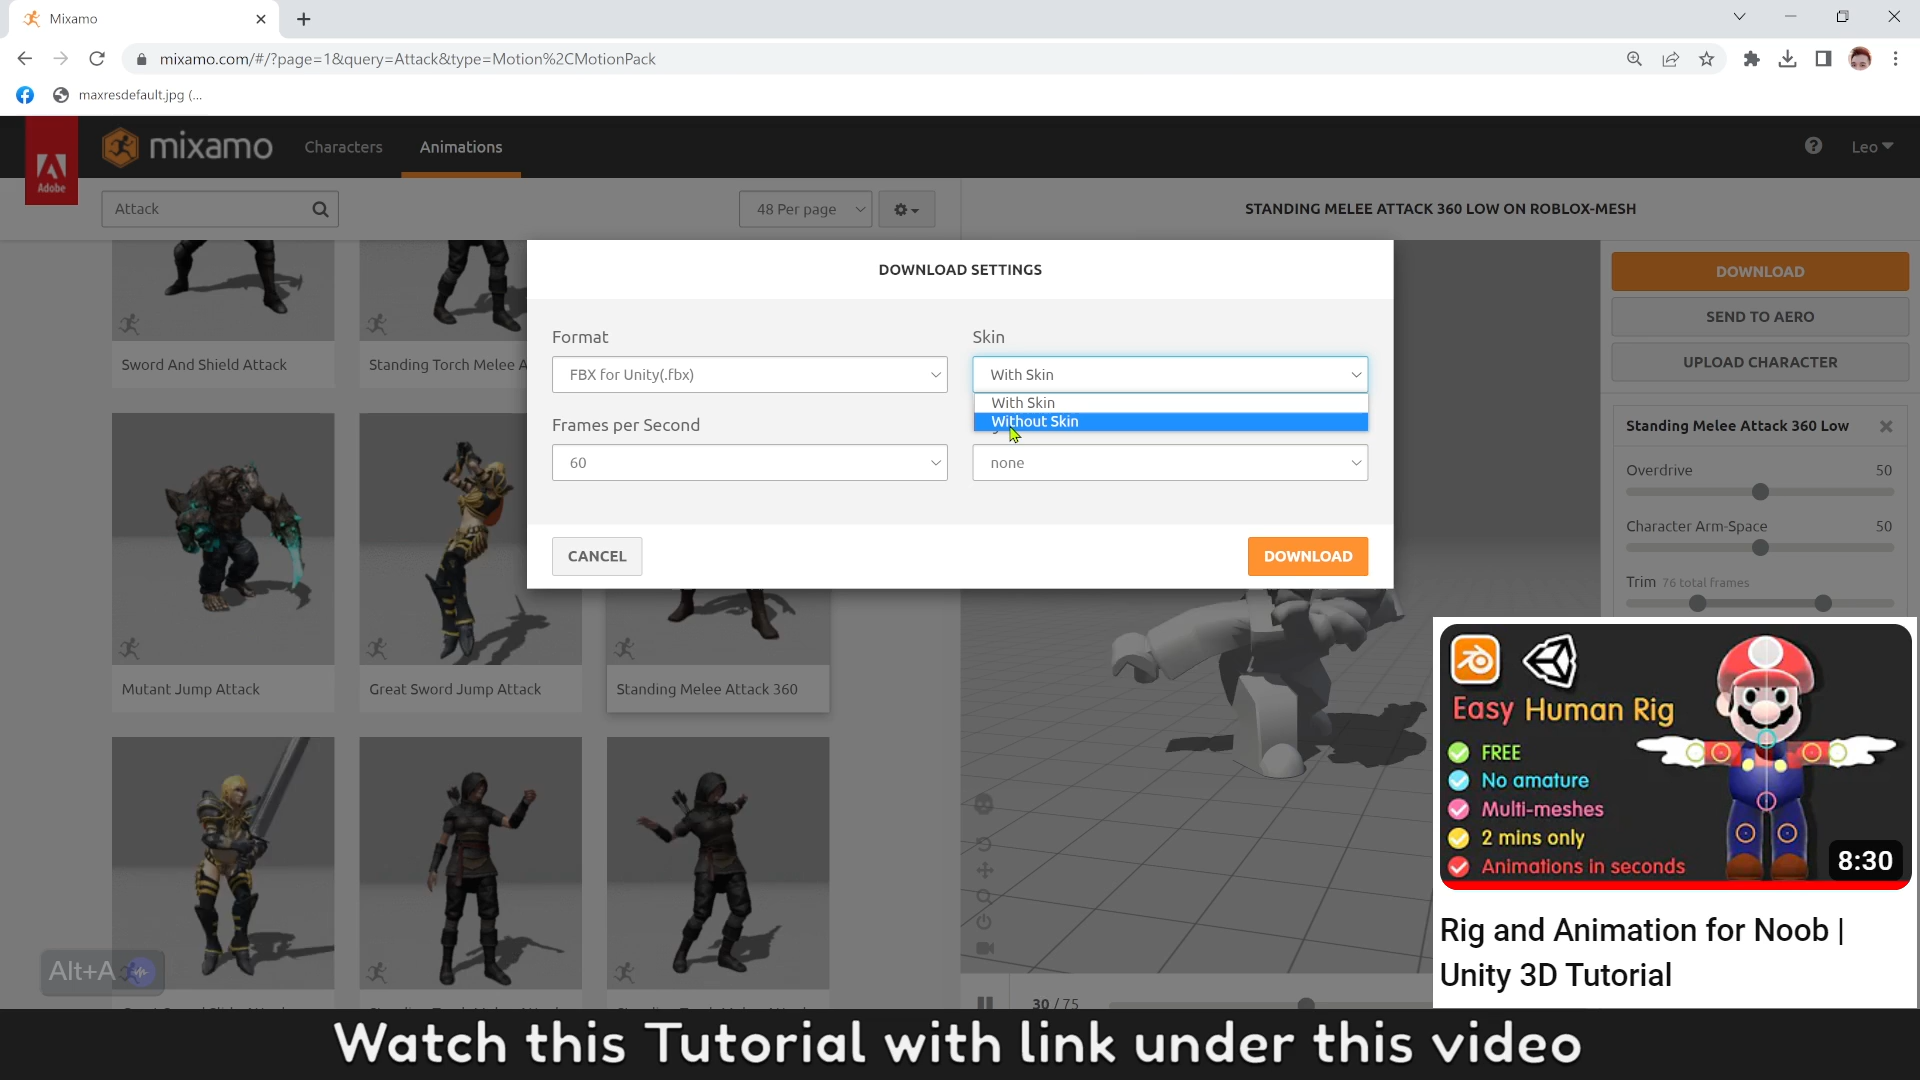 Mixamo
mixamo.com/#/?page=1&query=Attack&type=Motion%2CMotionPack
maxresdefault.jpg (...
Adobe
mixamo
Characters
Animations
Leo
Attack
48 Per page
STANDING MELEE ATTACK 360 LOW ON ROBLOX-MESH
DOWNLOAD SETTINGS
Format
FBX for Unity(.fbx)
Skin
With Skin
With Skin
Without Skin
Frames per Second
60
none
CANCEL
DOWNLOAD
DOWNLOAD
SEND TO AERO
UPLOAD CHARACTER
Standing Melee Attack 360 Low
Overdrive 50
Character Arm-Space 50
Trim 76 total frames
Sword And Shield Attack
Standing Torch Melee A
Mutant Jump Attack
Great Sword Jump Attack
Standing Melee Attack 360
Alt+A
30 / 75
Easy Human Rig
FREE
No amature
Multi-meshes
2 mins only
Animations in seconds
8:30
Rig and Animation for Noob |
Unity 3D Tutorial
Watch this Tutorial with link under this video